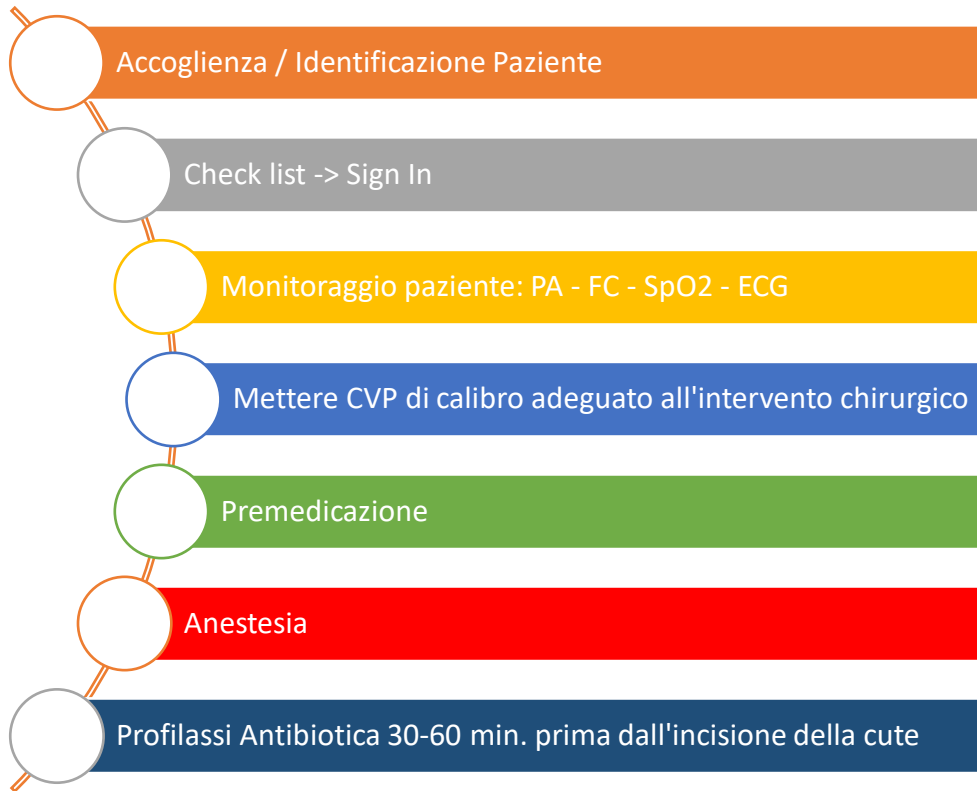 Accoglienza / Identificazione Paziente
Check list -> Sign In
Monitoraggio paziente: PA - FC - SpO2 - ECG
Mettere CVP di calibro adeguato all'intervento chirurgico
Premedicazione
Anestesia
Profilassi Antibiotica 30-60 min. prima dall'incisione della cute